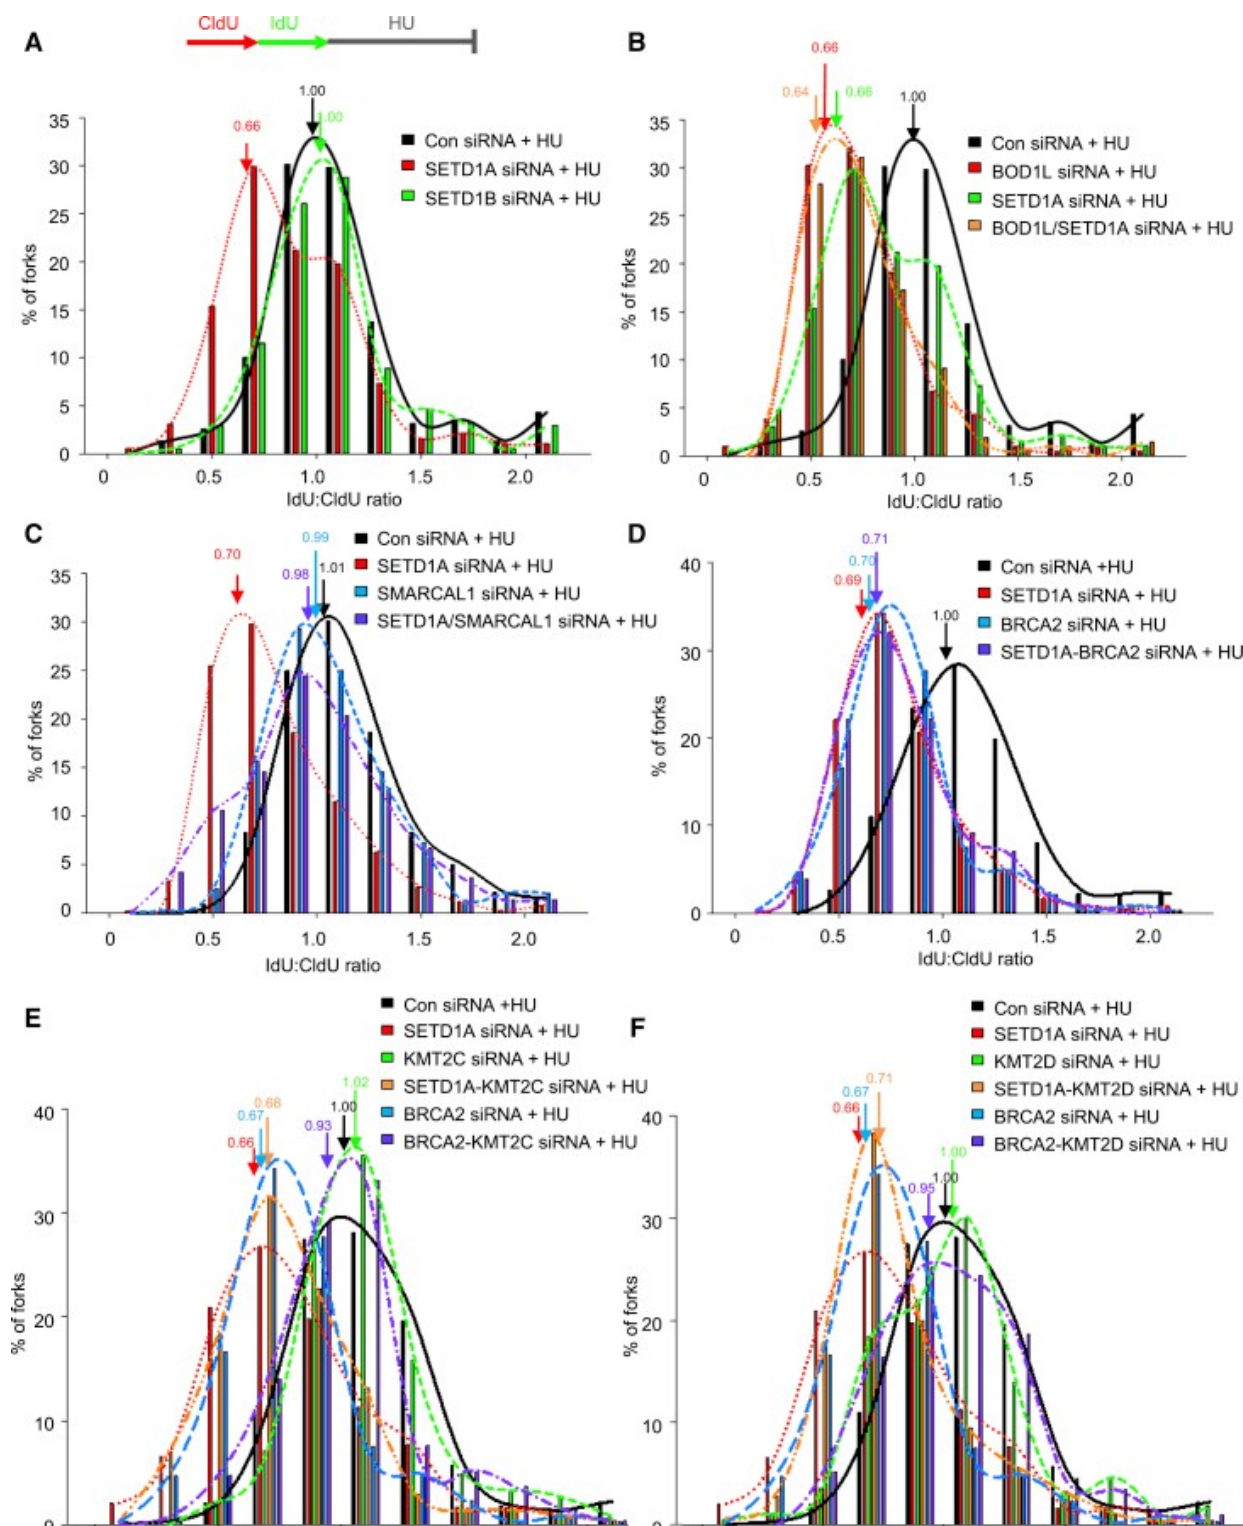 A
CldU IdU HU
1.00
0.66
1.00
Con siRNA + HU
SETD1A siRNA + HU
SETD1B siRNA + HU
% of forks
35
30
25
20
15
10
5
0
0 0.5 1.0 1.5 2.0
IdU:CldU ratio
B
0.66
0.64
0.66
1.00
Con siRNA + HU
BOD1L siRNA + HU
SETD1A siRNA + HU
BOD1L/SETD1A siRNA + HU
% of forks
35
30
25
20
15
10
5
0
0 0.5 1.0 1.5 2.0
IdU:CldU ratio
C
0.70
0.99
0.98
1.01
Con siRNA + HU
SETD1A siRNA + HU
SMARCAL1 siRNA + HU
SETD1A/SMARCAL1 siRNA + HU
% of forks
35
30
25
20
15
10
5
0
0 0.5 1.0 1.5 2.0
IdU:CldU ratio
D
0.71
0.70
0.69
1.00
Con siRNA +HU
SETD1A siRNA + HU
BRCA2 siRNA + HU
SETD1A-BRCA2 siRNA + HU
% of forks
40
30
20
10
0
0 0.5 1.0 1.5 2.0
IdU:CldU ratio
E
Con siRNA +HU
SETD1A siRNA + HU
KMT2C siRNA + HU
SETD1A-KMT2C siRNA + HU
BRCA2 siRNA + HU
BRCA2-KMT2C siRNA + HU
1.02
0.68
0.67
1.00
0.93
0.66
% of forks
40
30
20
10
F
Con siRNA + HU
SETD1A siRNA + HU
KMT2D siRNA + HU
SETD1A-KMT2D siRNA + HU
BRCA2 siRNA + HU
BRCA2-KMT2D siRNA + HU
0.71
0.67
0.66
1.00
1.00
0.95
% of forks
40
30
20
10